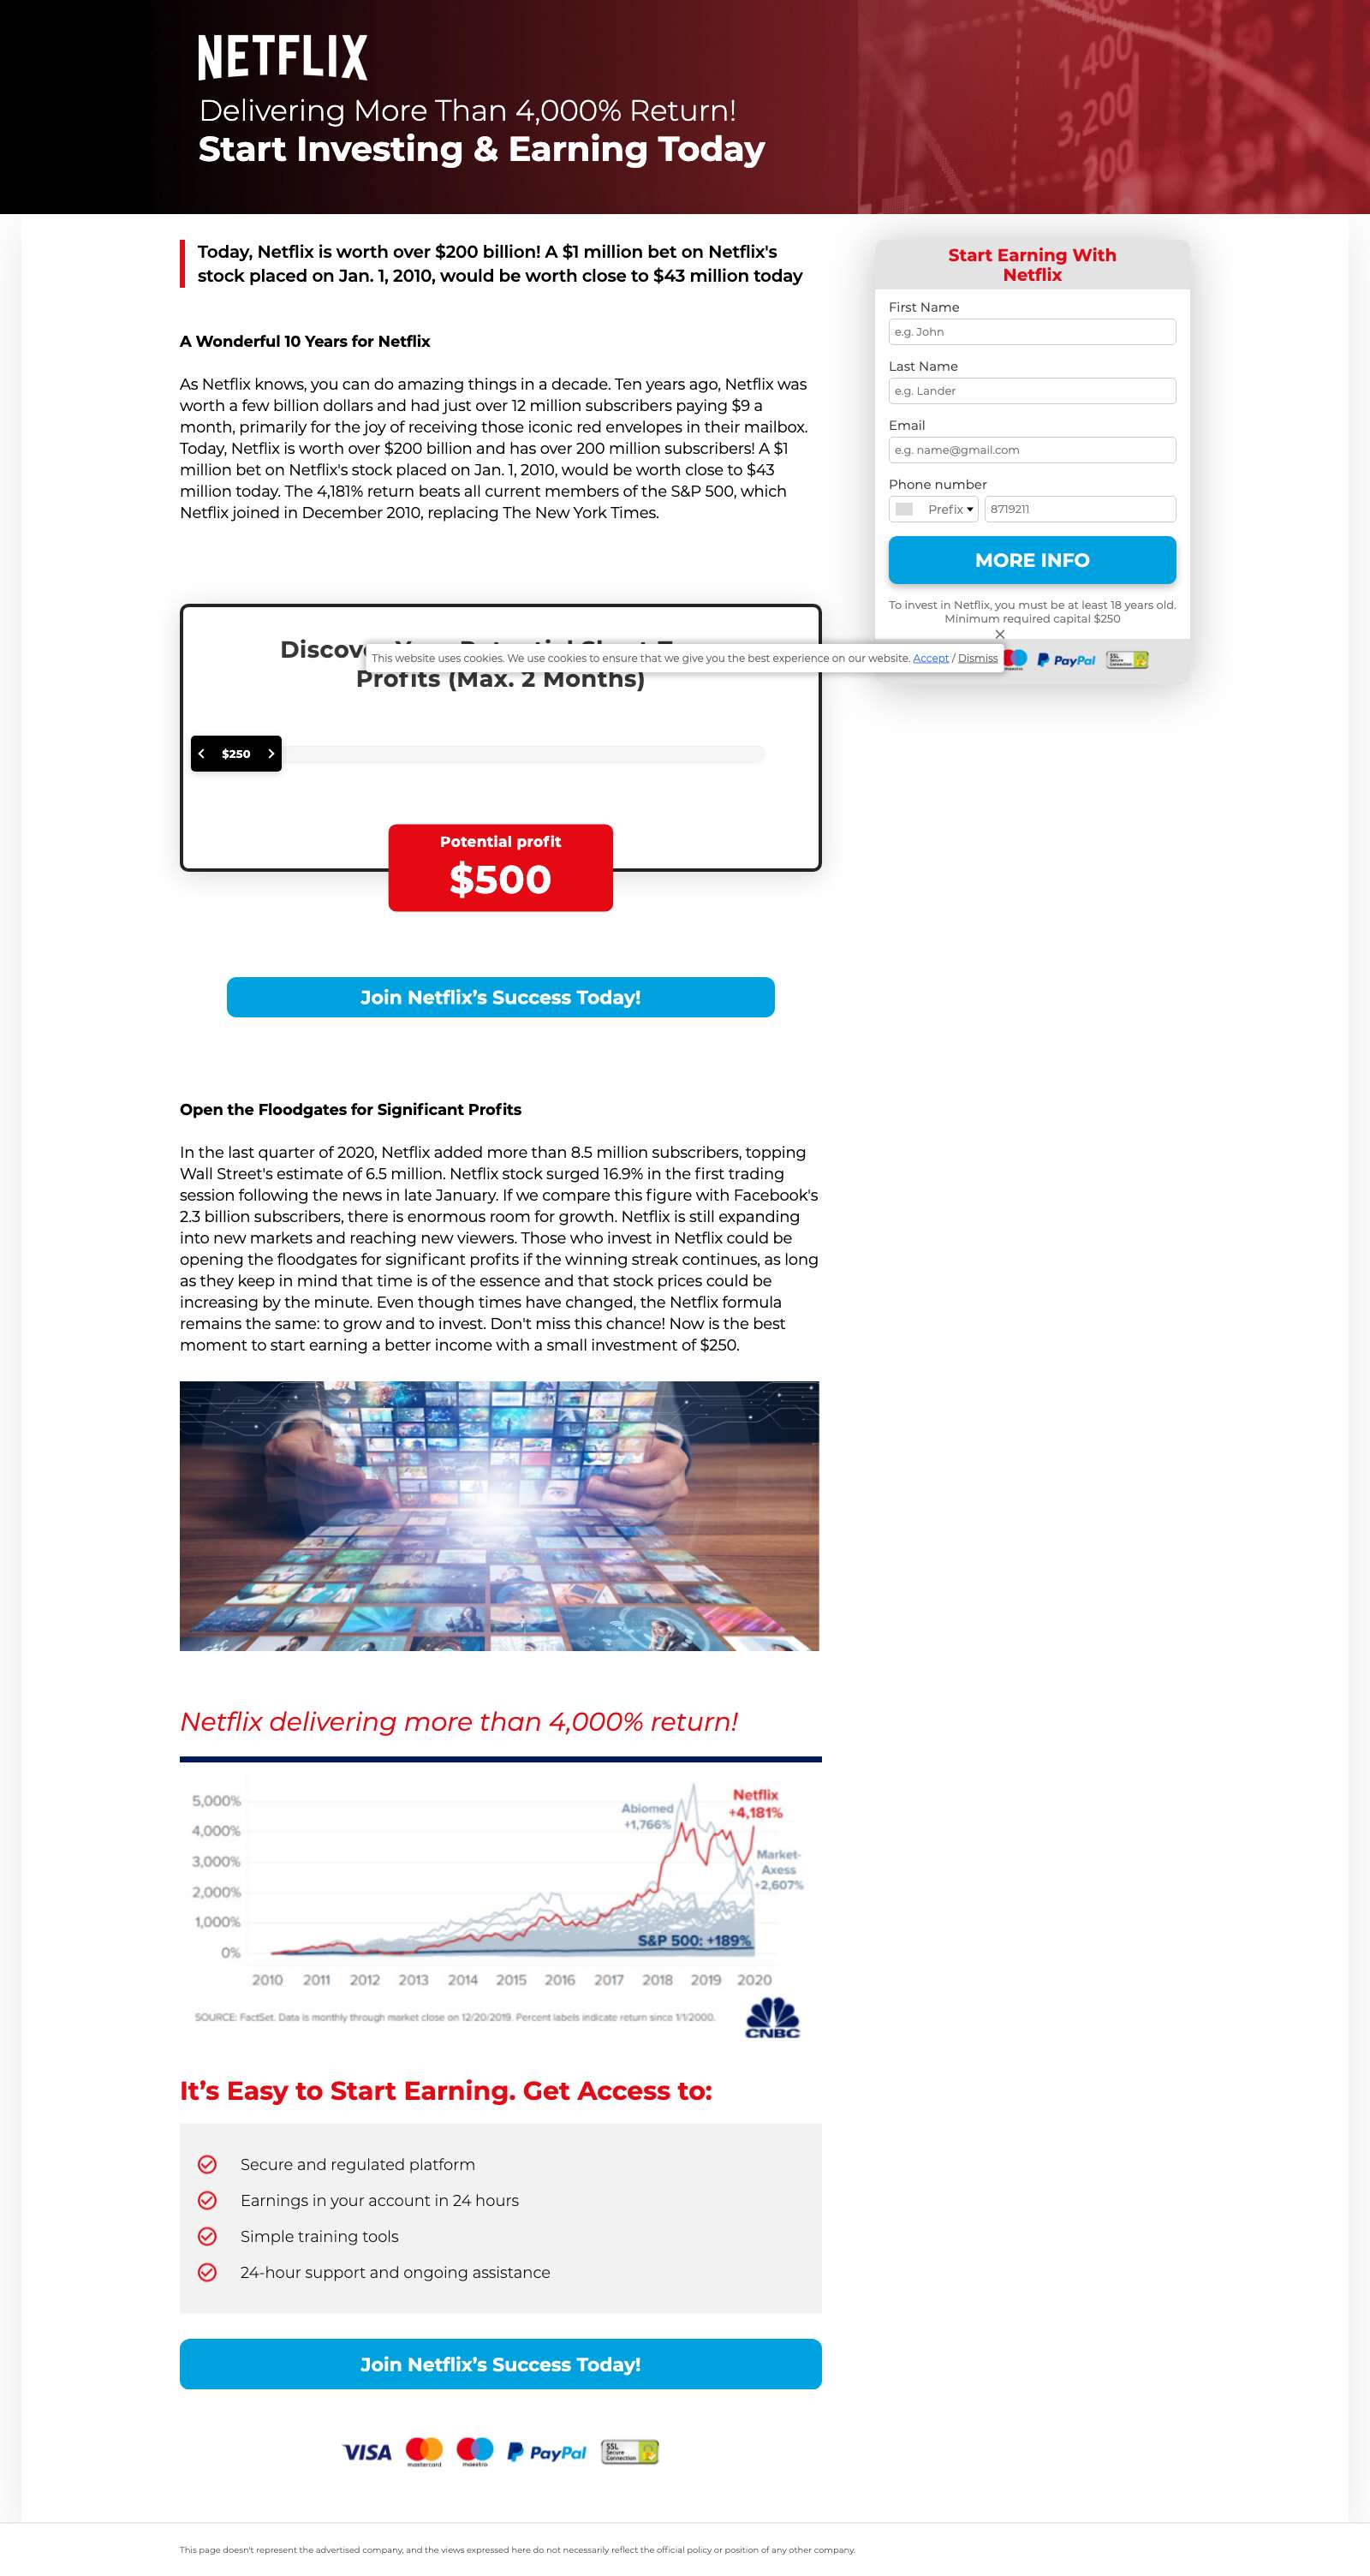 NETFLIX
Delivering More Than 4,000% Return!
Start Investing & Earning Today
1,400
3,200
200
Today, Netflix is worth over $200 billion! A $1 million bet on Netflix's
stock placed on Jan. 1, 2010, would be worth close to $43 million today
A Wonderful 10 Years for Netflix
As Netflix knows, you can do amazing things in a decade. Ten years ago, Netflix was
worth a few billion dollars and had just over 12 million subscribers paying $9 a
month, primarily for the joy of receiving those iconic red envelopes in their mailbox.
Today, Netflix is worth over $200 billion and has over 200 million subscribers! A $1
million bet on Netflix's stock placed on Jan. 1, 2010, would be worth close to $43
million today. The 4,181% return beats all current members of the S&P 500, which
Netflix joined in December 2010, replacing The New York Times.
Start Earning With
Netflix
First Name
e.g. John
Last Name
e.g. Lander
Email
e.g. name@gmail.com
Phone number
Prefix
8719211
MORE INFO
To invest in Netflix, you must be at least 18 years old.
Minimum required capital $250
maestro
PayPal
SSL
Secure
Connection
This website uses cookies. We use cookies to ensure that we give you the best experience on our website. Accept / Dismiss
Profits (Max. 2 Months)
$250
Potential profit
$500
Join Netflix's Success Today!
Open the Floodgates for Significant Profits
In the last quarter of 2020, Netflix added more than 8.5 million subscribers, topping
Wall Street's estimate of 6.5 million. Netflix stock surged 16.9% in the first trading
session following the news in late January. If we compare this figure with Facebook's
2.3 billion subscribers, there is enormous room for growth. Netflix is still expanding
into new markets and reaching new viewers. Those who invest in Netflix could be
opening the floodgates for significant profits if the winning streak continues, as long
as they keep in mind that time is of the essence and that stock prices could be
increasing by the minute. Even though times have changed, the Netflix formula
remains the same: to grow and to invest. Don't miss this chance! Now is the best
moment to start earning a better income with a small investment of $250.
Netflix delivering more than 4,000% return!
5,000%
4,000%
3,000%
2,000%
1,000%
0%
Abiomed
+1,766%
Netflix
+4,181%
Market-
Axess
+2,607%
S&P 500: +189%
2010 2011 2012 2013 2014 2015 2016 2017 2018 2019 2020
SOURCE: FactSet. Data is monthly through market close on 12/20/2019. Percent labels indicate return since 1/1/2000.
CNBC
It's Easy to Start Earning. Get Access to:
Secure and regulated platform
Earnings in your account in 24 hours
Simple training tools
24-hour support and ongoing assistance
Join Netflix's Success Today!
VISA
mastercard
maestro
PayPal
SSL
Secure
Connection
This page doesn't represent the advertised company, and the views expressed here do not necessarily reflect the official policy or position of any other company.